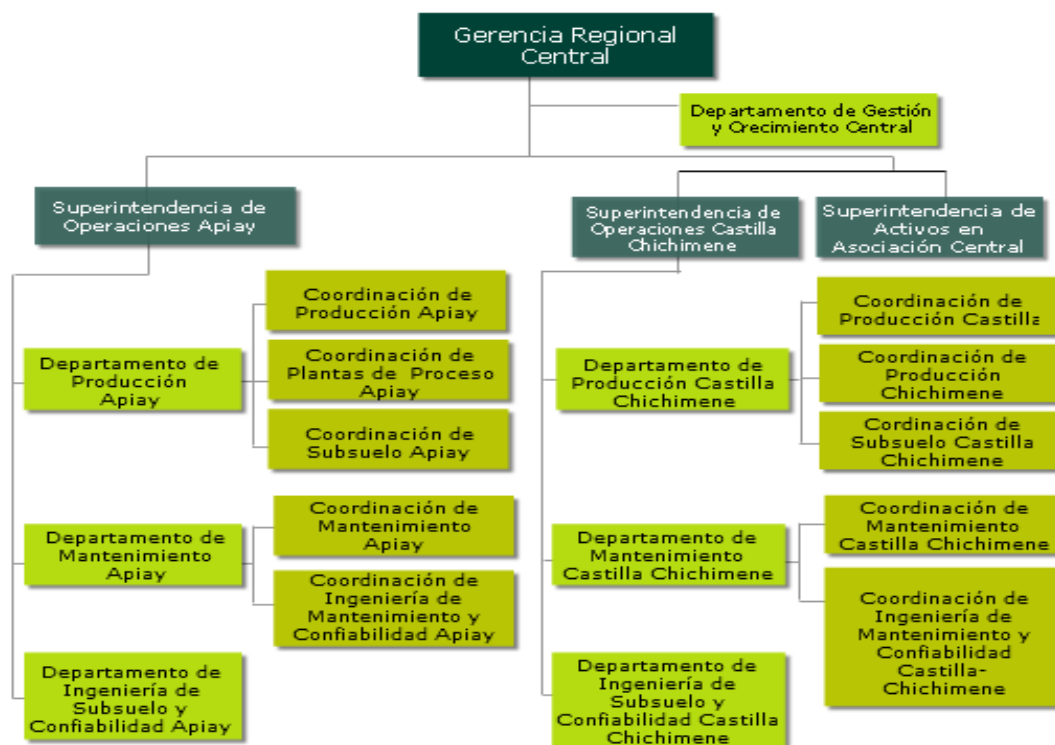 Gerencia Regional
Central
Departamento de Gestión
y Crecimiento Central
Superintendencia de
Operaciones Apiay
Superintendencia de
Operaciones Castilla
Chichimene
Superintendencia de
Activos en
Asociación Central
Departamento de
Producción
Apiay
Coordinación de
Producción Apiay
Coordinación de
Plantas de Proceso
Apiay
Coordinación de
Subsuelo Apiay
Departamento de
Mantenimiento
Apiay
Coordinación de
Mantenimiento
Apiay
Coordinación de
Ingeniería de
Mantenimiento y
Confiabilidad Apiay
Departamento de
Ingeniería de
Subsuelo y
Confiabilidad Apiay
Departamento de
Producción Castilla
Chichimene
Coordinación de
Producción Castilla
Coordinación de
Producción
Chichimene
Cordinación de
Subsuelo Castilla
Chichimene
Departamento de
Mantenimiento
Castilla Chichimene
Coordinación de
Mantenimiento
Castilla Chichimene
Coordinación de
Ingeniería de
Mantenimiento y
Confiabilidad
Castilla-
Chichimene
Departamento de
Ingeniería de
Subsuelo y
Confiabilidad Castilla
Chichimene